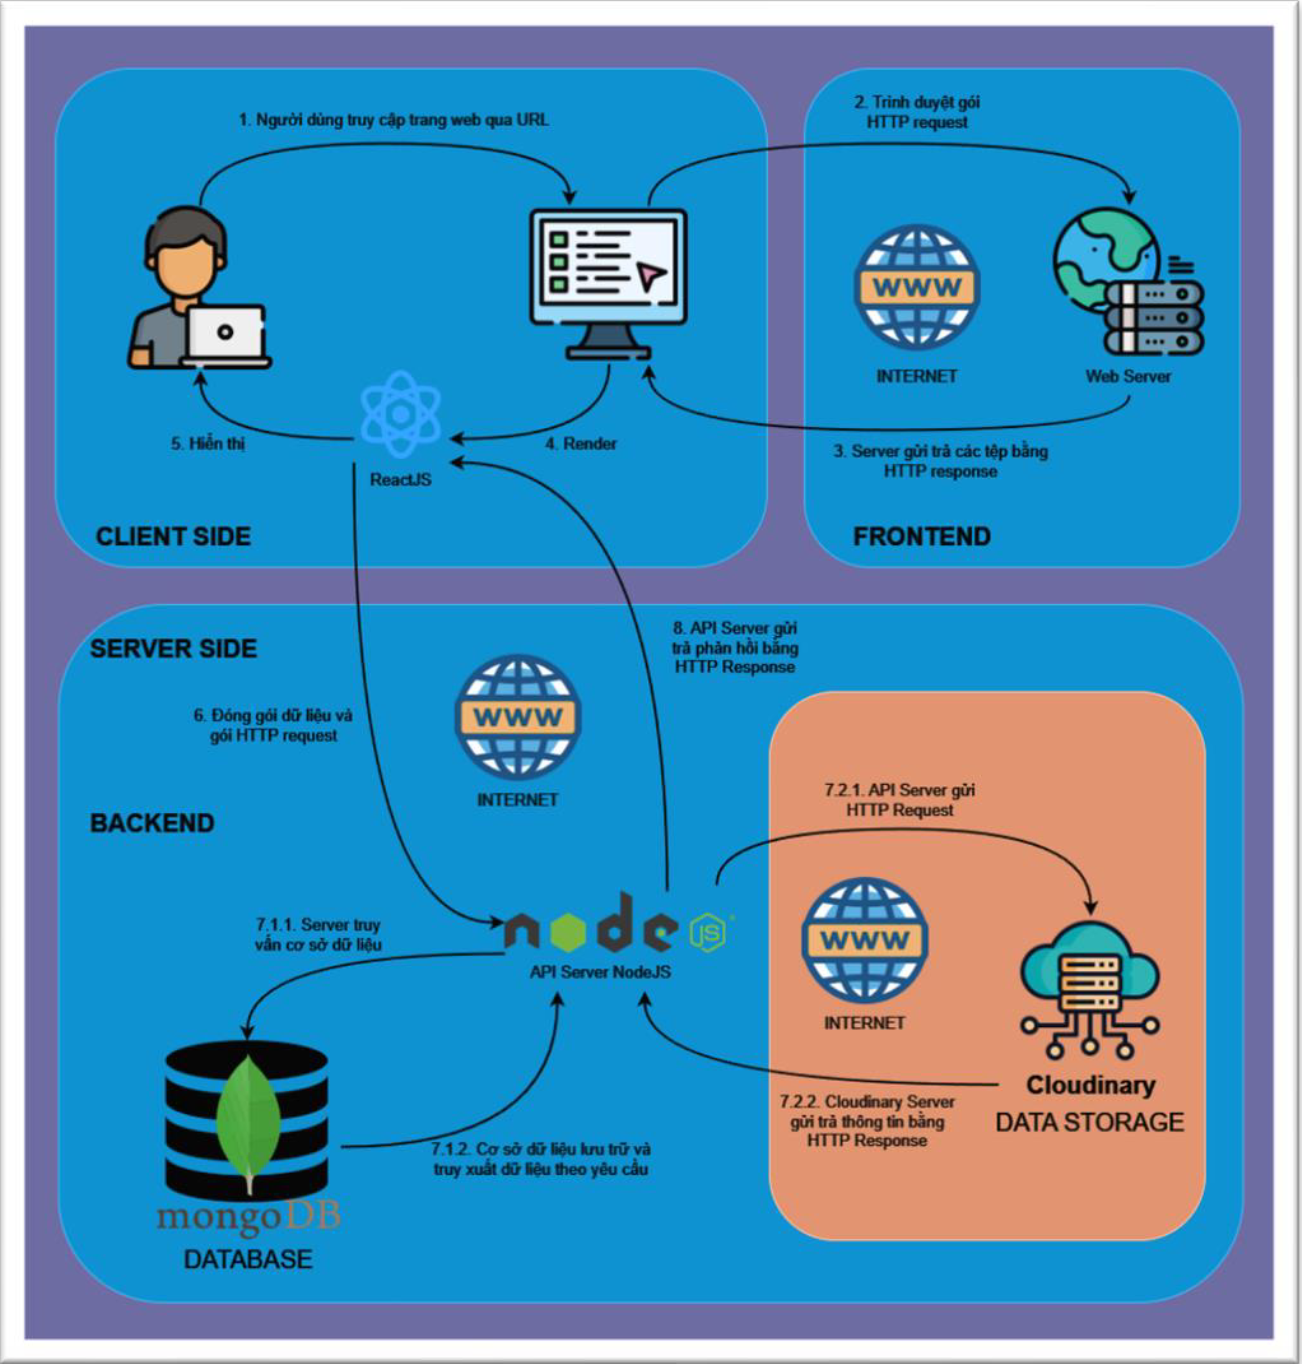 1. Người dùng truy cập trang web qua URL
2. Trình duyệt gói
HTTP request
WWW
INTERNET
Web Server
3. Server gửi trả các tệp bằng
HTTP response
4. Render
5. Hiển thị
ReactJS
CLIENT SIDE
FRONTEND
SERVER SIDE
8. API Server gửi
trả phản hồi bằng
HTTP Response
6. Đóng gói dữ liệu và
gói HTTP request
WWW
INTERNET
BACKEND
7.2.1. API Server gửi
HTTP Request
7.1.1. Server truy
vấn cơ sở dữ liệu
node
JS
API Server NodeJS
WWW
INTERNET
Cloudinary
DATA STORAGE
7.2.2. Cloudinary Server
gửi trả thông tin bằng
HTTP Response
7.1.2. Cơ sở dữ liệu lưu trữ và
truy xuất dữ liệu theo yêu cầu
mongoDB
DATABASE